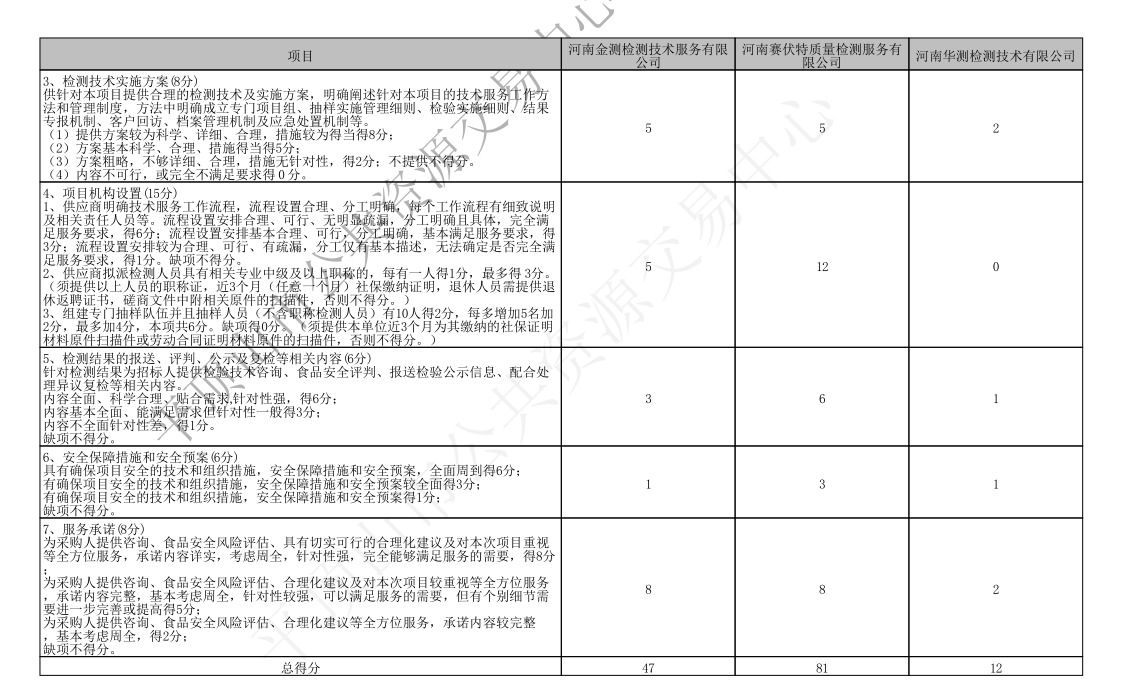 项目
河南金测检测技术服务有限
公司
河南赛伏特质量检测服务有
限公司
河南华测检测技术有限公司
3、检测技术实施方案(8分)
供针对本项目提供合理的检测技术及实施方案，明确阐述针对本项目的技术服务工作方
法和管理制度，方法中明确成立专门项目组、抽样实施管理细则、检验实施细则、结果
专报机制、客户回访、档案管理机制及应急处置机制等。
（1）提供方案较为科学、详细、合理，措施较为得当得8分；
（2）方案基本科学、合理、措施得当得5分；
（3）方案粗略，不够详细、合理，措施无针对性，得2分；不提供不得分。
（4）内容不可行，或完全不满足要求得 0 分。
5
5
2
4、项目机构设置(15分)
1、供应商明确技术服务工作流程，流程设置合理、分工明确，每个工作流程有细致说明
及相关责任人员等。流程设置安排合理、可行、无明显疏漏，分工明确且具体，完全满
足服务要求，得6分；流程设置安排基本合理、可行，分工明确，基本满足服务要求，得
3分；流程设置安排较为合理、可行、有疏漏，分工仅有基本描述，无法确定是否完全满
足服务要求，得1分。缺项不得分。
2、供应商拟派检测人员具有相关专业中级及以上职称的，每有一人得1分，最多得 3分。
（须提供以上人员的职称证，近3个月（任意一个月）社保缴纳证明，退休人员需提供退
休返聘证书，磋商文件中附相关原件的扫描件，否则不得分。）
3、组建专门抽样队伍并且抽样人员（不含职称检测人员）有10人得2分，每多增加5名加
2分，最多加4分，本项共6分。缺项得0分。（须提供本单位近3个月为其缴纳的社保证明
材料原件扫描件或劳动合同证明材料原件的扫描件，否则不得分。）
5
12
0
5、检测结果的报送、评判、公示及复检等相关内容(6分)
针对检测结果为招标人提供检验技术咨询、食品安全评判、报送检验公示信息、配合处
理异议复检等相关内容。
内容全面、科学合理、贴合需求,针对性强，得6分；
内容基本全面、能满足需求但针对性一般得3分；
内容不全面针对性差，得1分。
缺项不得分。
3
6
1
6、安全保障措施和安全预案(6分)
具有确保项目安全的技术和组织措施，安全保障措施和安全预案，全面周到得6分；
有确保项目安全的技术和组织措施，安全保障措施和安全预案较全面得3分；
有确保项目安全的技术和组织措施，安全保障措施和安全预案得1分；
缺项不得分。
1
3
1
7、服务承诺(8分)
为采购人提供咨询、食品安全风险评估、具有切实可行的合理化建议及对本次项目重视
等全方位服务，承诺内容详实，考虑周全，针对性强，完全能够满足服务的需要，得8分
；
为采购人提供咨询、食品安全风险评估、合理化建议及对本次项目较重视等全方位服务
，承诺内容完整，基本考虑周全，针对性较强，可以满足服务的需要，但有个别细节需
要进一步完善或提高得5分；
为采购人提供咨询、食品安全风险评估、合理化建议等全方位服务，承诺内容较完整
，基本考虑周全，得2分；
缺项不得分。
8
8
2
总得分
47
81
12
平顶山市公共资源交易中心
平顶山市公共资源交易中心